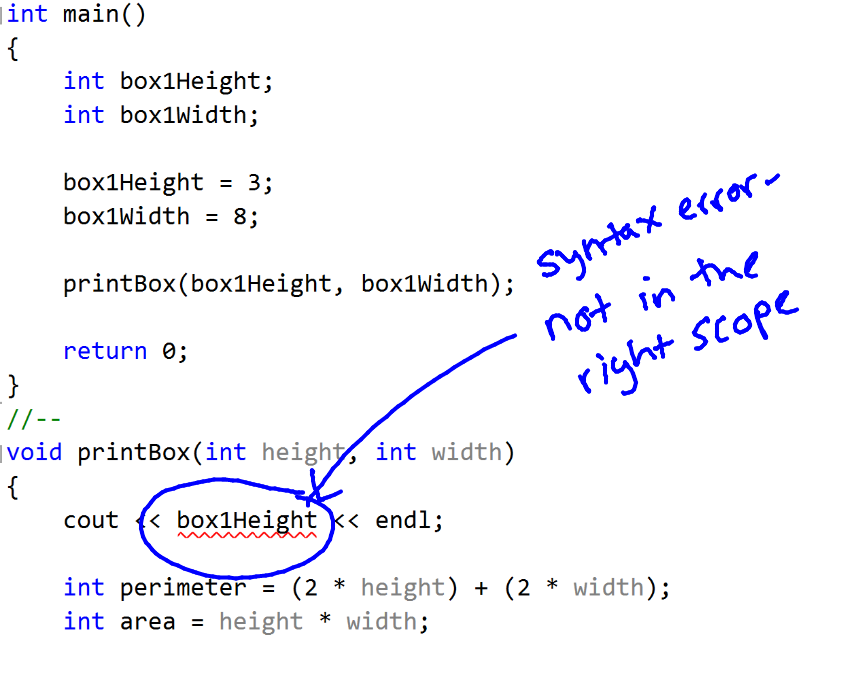 int main()
{
int box1Height;
int box1Width;
box1Height = 3;
box1Width = 8;
printBox(box1Height, box1Width);
return 0;
}
syntax error-
not in the
right scope
//--
void printBox(int height, int width)
{
cout << box1Height << endl;
int perimeter = (2 * height) + (2 * width);
int area = height * width;